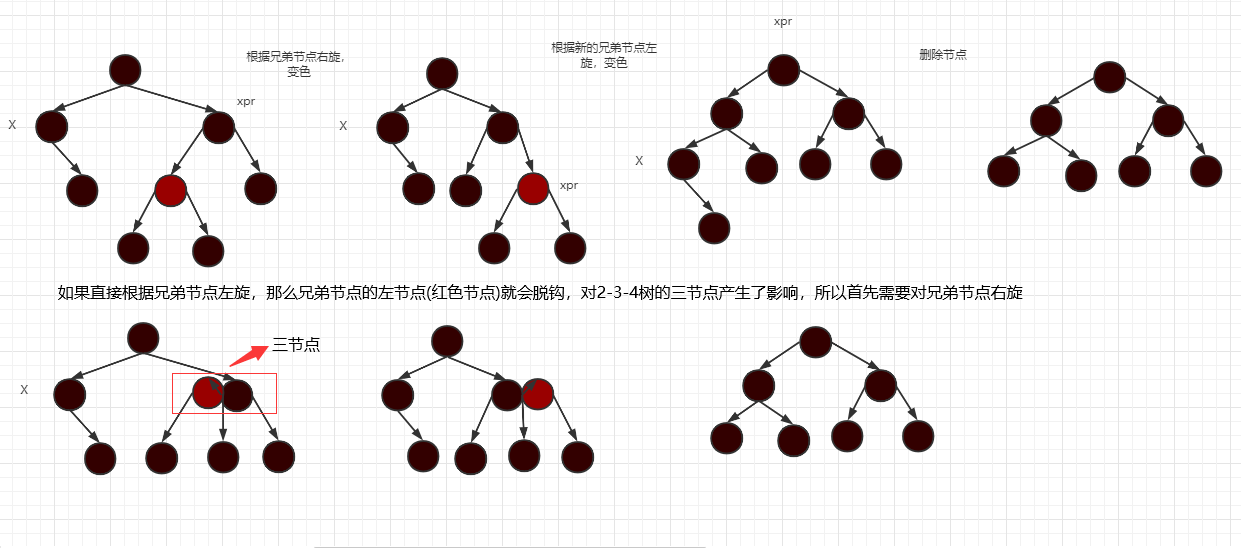 xpr
根据兄弟节点右旋，
变色
根据新的兄弟节点左
旋，变色
删除节点
xpr
X
X
X
xpr
如果直接根据兄弟节点左旋，那么兄弟节点的左节点(红色节点)就会脱钩，对2-3-4树的三节点产生了影响，所以首先需要对兄弟节点右旋
三节点
X